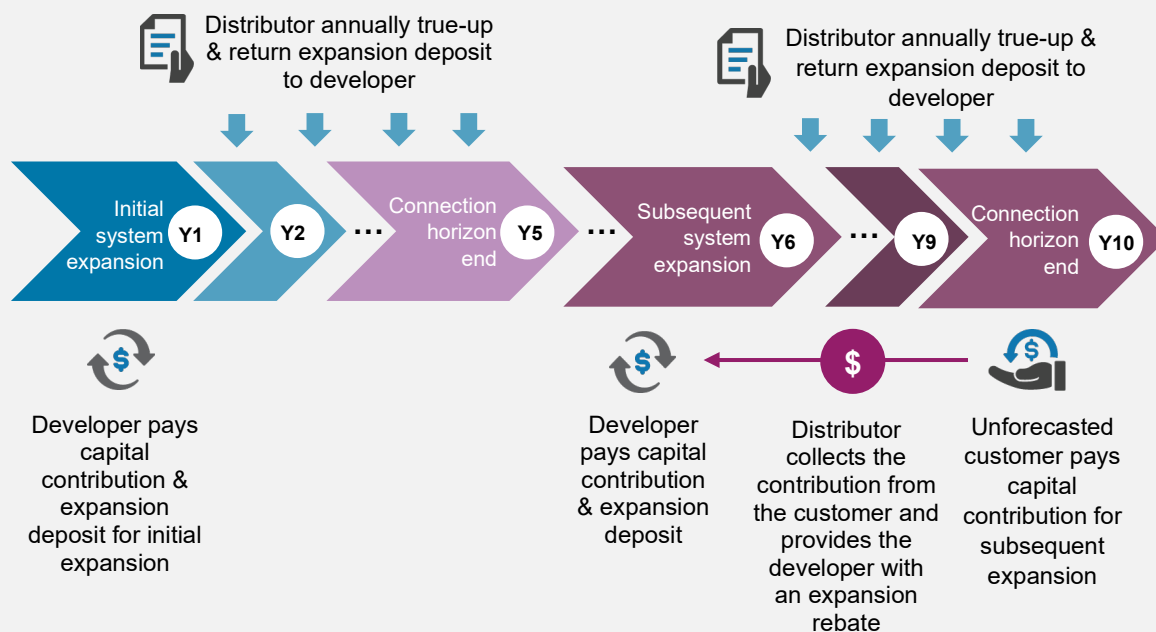 Distributor annually true-up
& return expansion deposit
to developer
Distributor annually true-up &
return expansion deposit to
developer
Initial
system
expansion
Y1
Y2
...
Connection
horizon
end
Y5
...
Subsequent
system
expansion
Y6
...
Y9
Connection
horizon
end
Y10
$
$
$
$
Developer pays
capital
contribution &
expansion
deposit for initial
expansion
Developer
pays capital
contribution
& expansion
deposit
Distributor
collects the
contribution from
the customer and
provides the
developer with
an expansion
rebate
Unforecasted
customer pays
capital
contribution for
subsequent
expansion